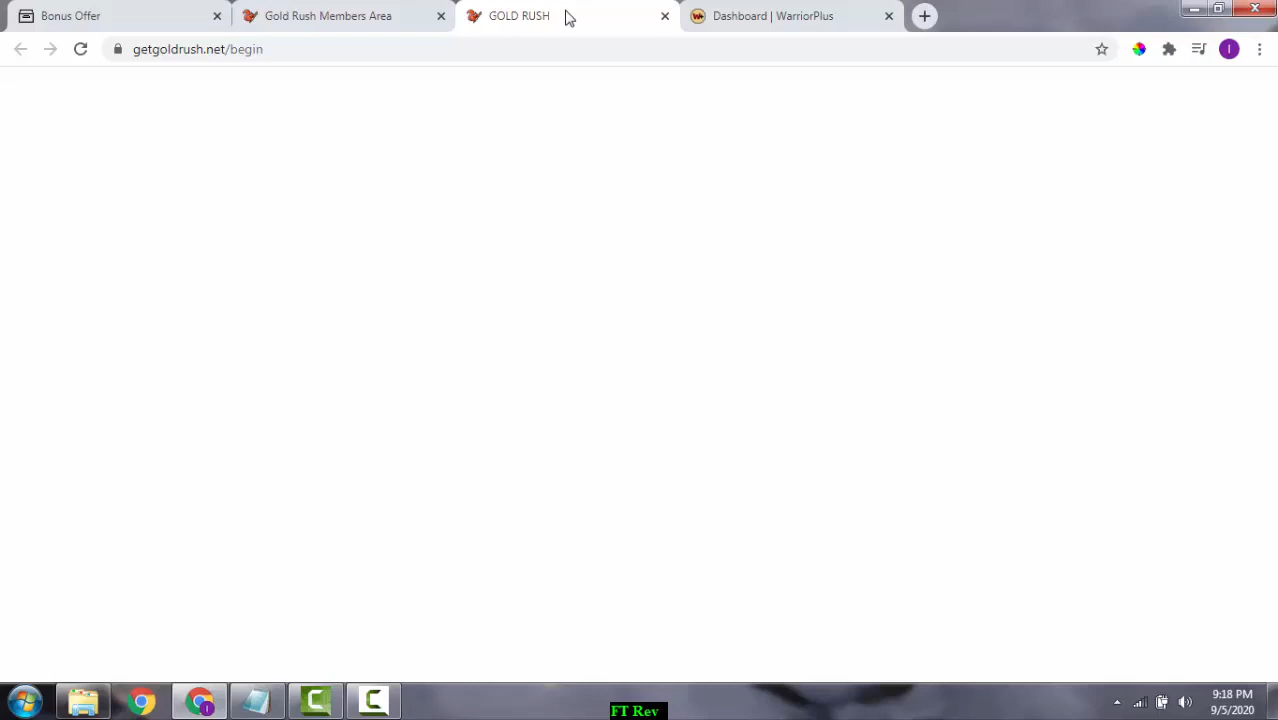 Bonus Offer
Gold Rush Members Area
GOLD RUSH
Dashboard | WarriorPlus
getgoldrush.net/begin
I
9:18 PM
9/5/2020
FT Rev